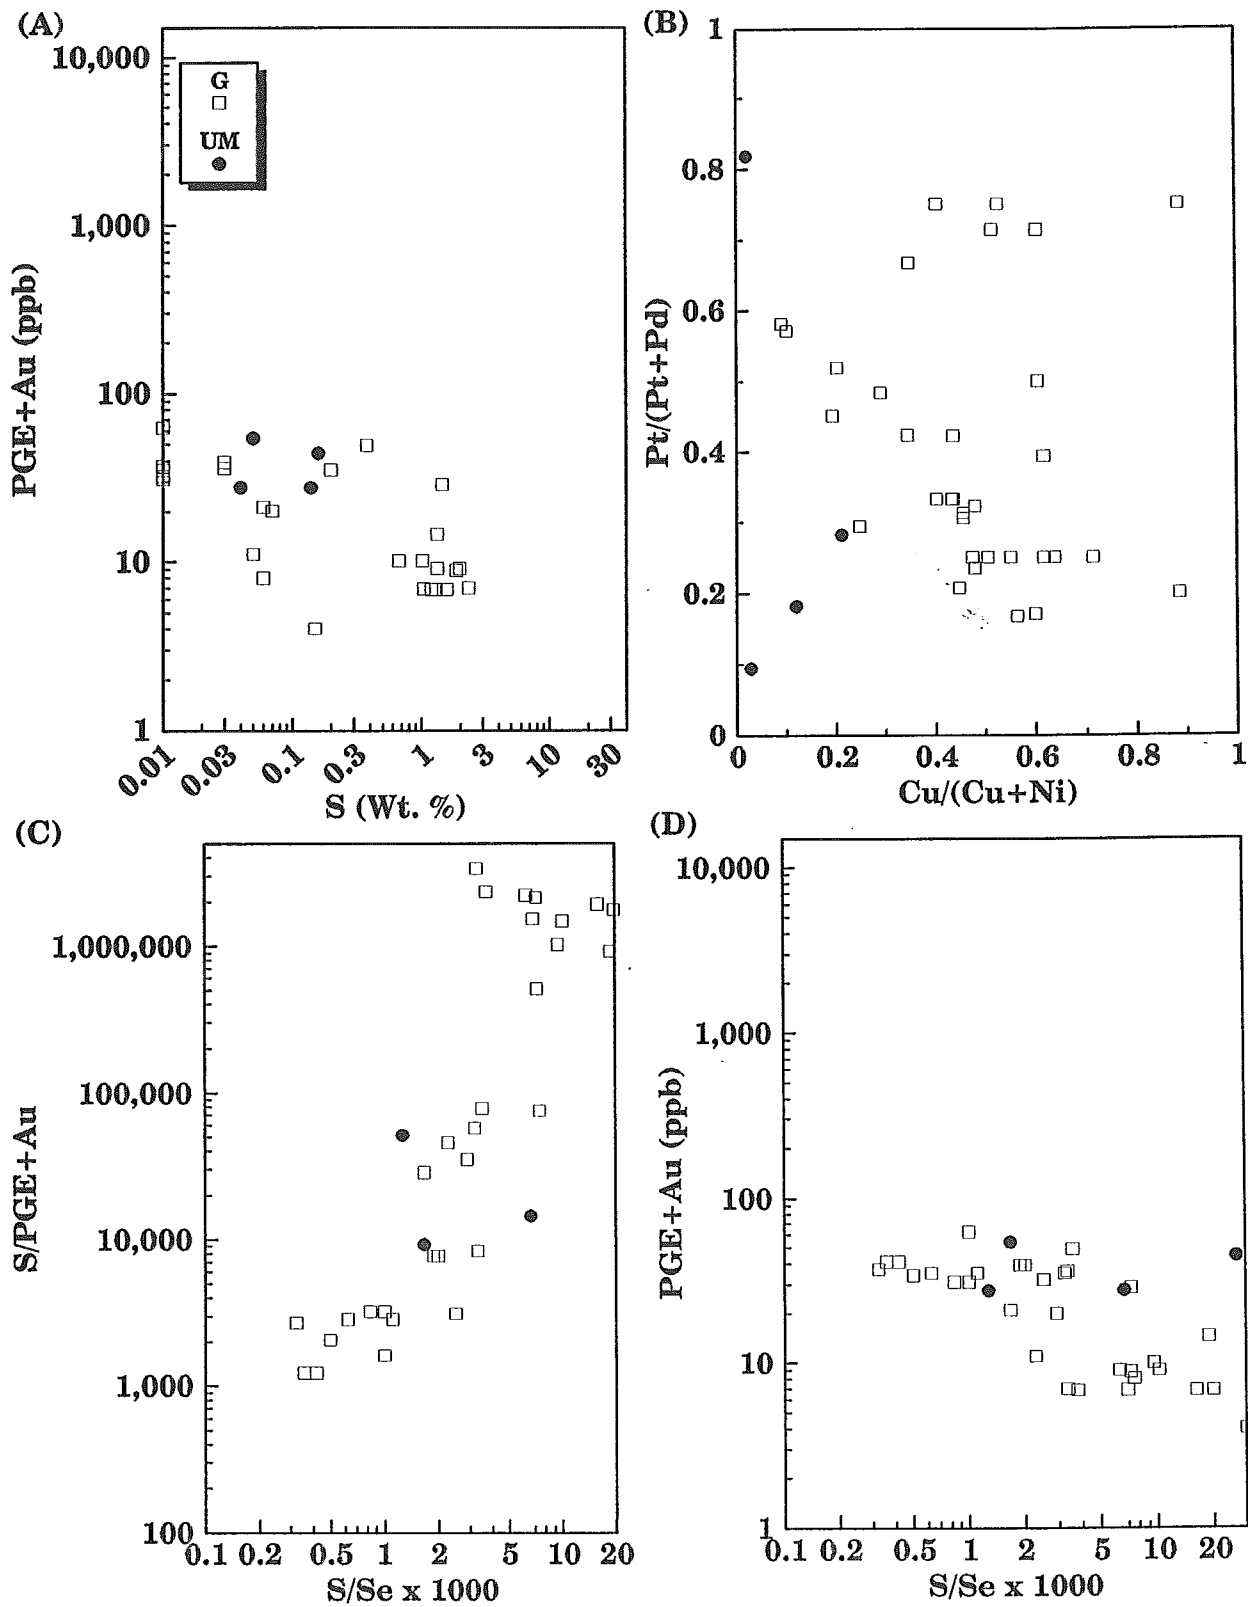 (A)
10,000
1,000
100
10
1
PGE+Au (ppb)
G
UM
0.01 0.03 0.1 0.3 1 3 10 30
S (Wt. %)
(B)
1
0.8
0.6
0.4
0.2
0
Pt/(Pt+Pd)
0 0.2 0.4 0.6 0.8 1
Cu/(Cu+Ni)
(C)
1,000,000
100,000
10,000
1,000
100
S/PGE+Au
0.1 0.2 0.5 1 2 5 10 20
S/Se x 1000
(D)
10,000
1,000
100
10
1
PGE+Au (ppb)
0.1 0.2 0.5 1 2 5 10 20
S/Se x 1000